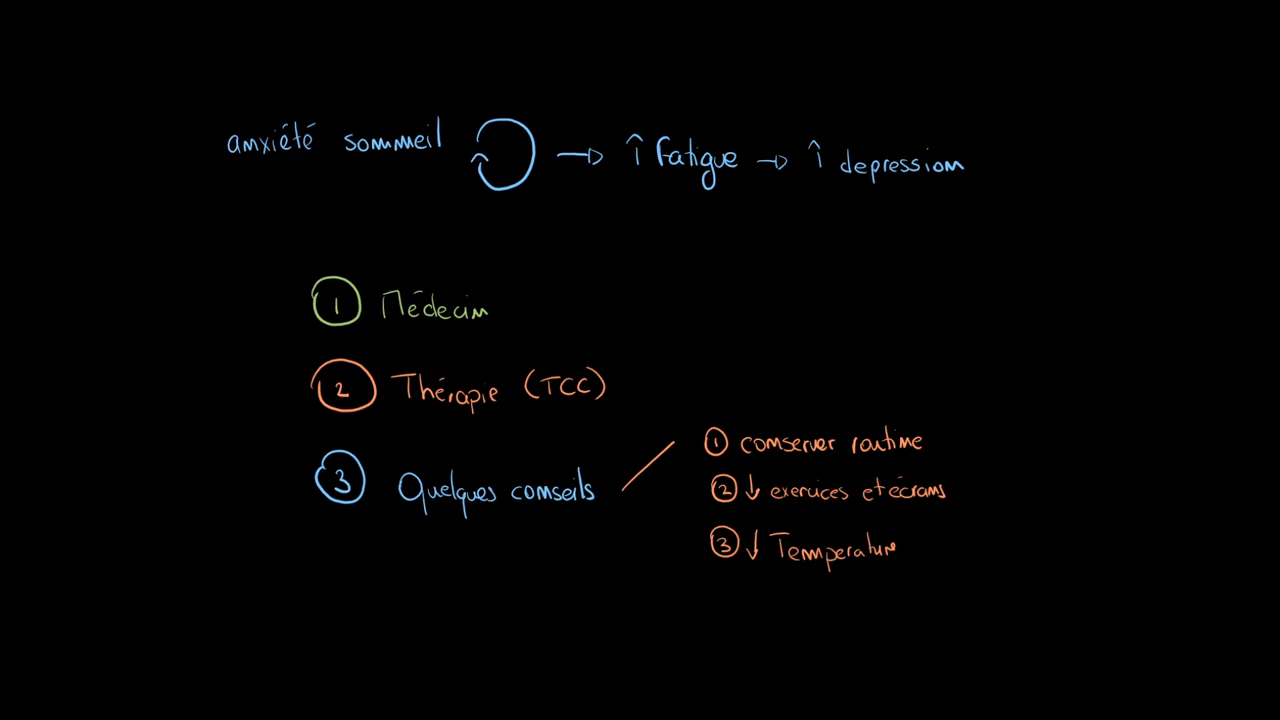 anxiété sommeil → ↑ fatigue → ↑ depression
1 Médecin
2 Thérapie (TCC)
3 Quelques conseils
1 conserver routine
2 ↓ exercices et écrans
3 ↓ Temperature